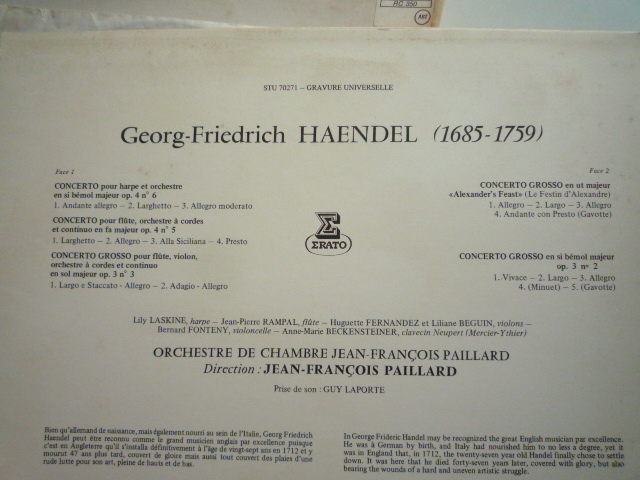 RG 350
ART
STU 70271 – GRAVURE UNIVERSELLE
Georg-Friedrich HAENDEL (1685-1759)
Face 1
CONCERTO pour harpe et orchestre
en si bémol majeur op. 4 n° 6
1. Andante allegro – 2. Larghetto – 3. Allegro moderato
CONCERTO pour flûte, orchestre à cordes
et continuo en fa majeur op. 4 n° 5
1. Larghetto – 2. Allegro – 3. Alla Siciliana – 4. Presto
CONCERTO GROSSO pour flûte, violon,
orchestre à cordes et continuo
en sol majeur op. 3 n° 3
1. Largo e Staccato - Allegro – 2. Adagio - Allegro
Σ
ERATO
Face 2
CONCERTO GROSSO en ut majeur
«Alexander's Feast» (Le Festin d'Alexandre)
1. Allegro – 2. Largo – 3. Allegro
4. Andante con Presto (Gavotte)
CONCERTO GROSSO en si bémol majeur
op. 3 nº 2
1. Vivace – 2. Largo – 3. Allegro
4. (Minuet) – 5. (Gavotte)
Lily LASKINE, harpe – Jean-Pierre RAMPAL, flûte – Huguette FERNANDEZ et Liliane BEGUIN, violons –
Bernard FONTENY, violoncelle – Anne-Marie BECKENSTEINER, clavecin Neupert (Mercier-Ythier)
ORCHESTRE DE CHAMBRE JEAN-FRANÇOIS PAILLARD
Direction : JEAN-FRANÇOIS PAILLARD
Prise de son : GUY LAPORTE
Bien qu'allemand de naissance, mais également nourri au sein de l'Italie, Georg Friedrich
Haendel peut être reconnu comme le grand musicien anglais par excellence puisque
c'est en Angleterre qu'il s'installa définitivement à l'âge de vingt-sept ans en 1712 et y
mourut 47 ans plus tard, couvert de gloire mais aussi tout couvert des plaies d'une
rude lutte pour son art, pleine de hauts et de bas.
In George Frideric Handel may be recognized the great English musician par excellence.
He was a German by birth, and Italy had nourished him to no less a degree, yet it
was in England that, in 1712, the twenty-seven year old Handel finally chose to settle
down. It was here that he died forty-seven years later, covered with glory, but also
bearing the wounds of a hard and uneven artistic struggle.